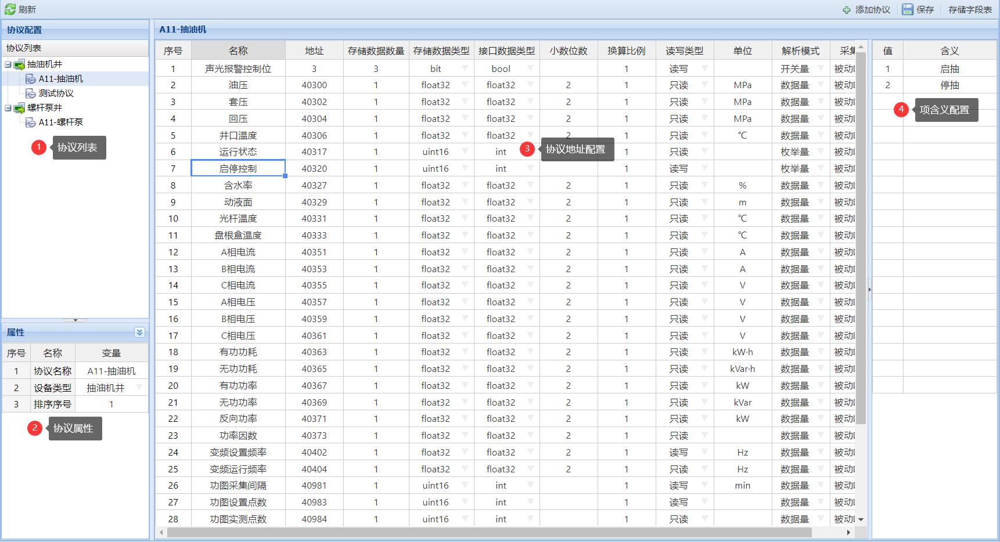 刷新
添加协议 保存 存储字段表
协议配置
协议列表
抽油机井
A11-抽油机
测试协议
螺杆泵井
A11-螺杆泵
1 协议列表
属性
序号 名称 变量
1 协议名称 A11-抽油机
2 设备类型 抽油机井
3 排序序号 1
2 协议属性
A11-抽油机
序号 名称 地址 存储数据数量 存储数据类型 接口数据类型 小数位数 换算比例 读写类型 单位 解析模式 采集
1 声光报警控制位 3 3 bit bool 1 读写 开关量 被动
2 油压 40300 1 float32 float32 2 1 只读 MPa 数据量 被动
3 套压 40302 1 float32 float32 2 1 只读 MPa 数据量 被动
4 回压 40304 1 float32 float32 2 1 只读 MPa 数据量 被动
5 井口温度 40306 1 float32 float32 2 1 只读 ℃ 数据量 被动
6 运行状态 40317 1 uint16 int 1 只读 枚举量 被动
7 启停控制 40320 1 uint16 int 1 读写 枚举量 被动
8 含水率 40327 1 float32 float32 2 1 只读 % 数据量 被动
9 动液面 40329 1 float32 float32 2 1 只读 m 数据量 被动
10 光杆温度 40331 1 float32 float32 2 1 只读 ℃ 数据量 被动
11 盘根盒温度 40333 1 float32 float32 2 1 只读 ℃ 数据量 被动
12 A相电流 40351 1 float32 float32 2 1 只读 A 数据量 被动
13 B相电流 40353 1 float32 float32 2 1 只读 A 数据量 被动
14 C相电流 40355 1 float32 float32 2 1 只读 V 数据量 被动
15 A相电压 40357 1 float32 float32 2 1 只读 V 数据量 被动
16 B相电压 40359 1 float32 float32 2 1 只读 V 数据量 被动
17 C相电压 40361 1 float32 float32 2 1 只读 V 数据量 被动
18 有功功耗 40363 1 float32 float32 2 1 只读 kW·h 数据量 被动
19 无功功耗 40365 1 float32 float32 2 1 只读 kVar·h 数据量 被动
20 有功功率 40367 1 float32 float32 2 1 只读 kW 数据量 被动
21 无功功率 40369 1 float32 float32 2 1 只读 kVar 数据量 被动
22 反向功率 40371 1 float32 float32 2 1 只读 kW 数据量 被动
23 功率因数 40373 1 float32 float32 2 1 只读 数据量 被动
24 变频设置频率 40402 1 float32 float32 2 1 读写 Hz 数据量 被动
25 变频运行频率 40404 1 float32 float32 2 1 只读 Hz 数据量 被动
26 功图采集间隔 40981 1 uint16 int 1 读写 min 数据量 被动
27 功图设置点数 40983 1 uint16 int 1 读写 数据量 被动
28 功图实测点数 40984 1 uint16 int 1 只读 数据量 被动
3 协议地址配置
值 含义
1 启抽
2 停抽
4 项含义配置